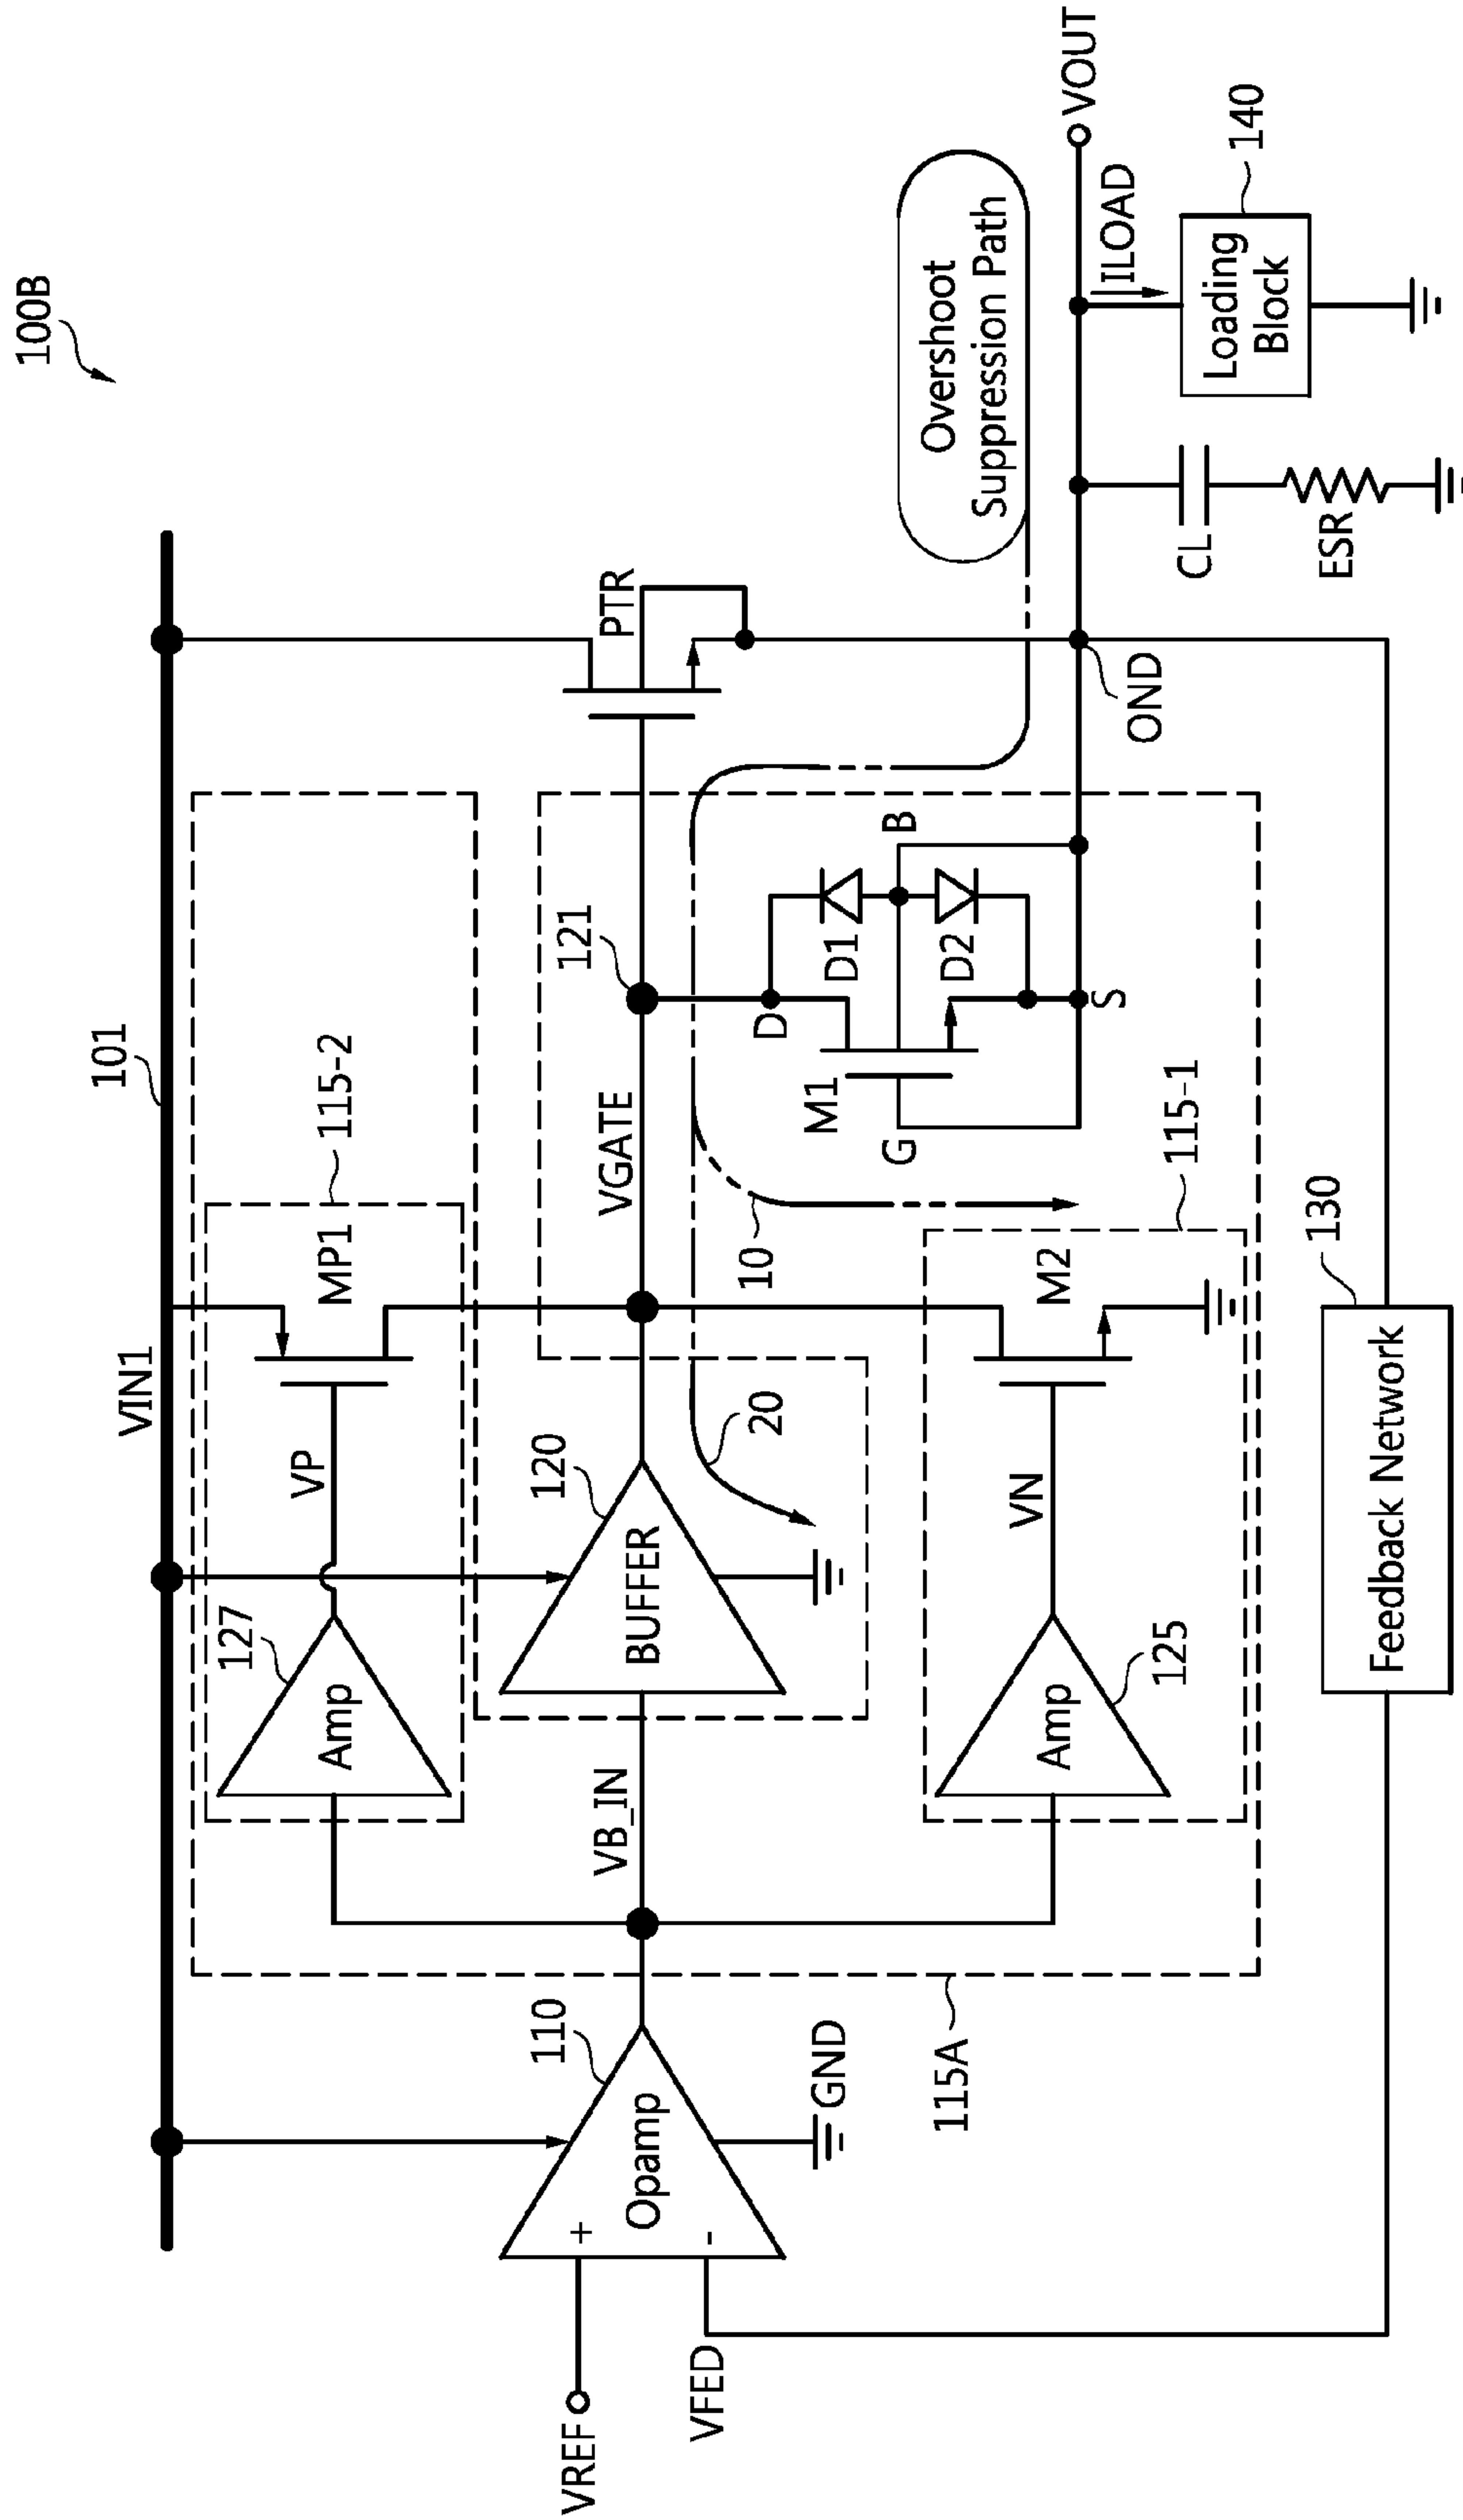 100B
101
VIN1
115-2
MP1
VP
127
Amp
PTR
121
VGATE
120
BUFFER
VB_IN
110
Opamp
+
-
VREF
VFED
GND
115A
Overshoot
Suppression Path
D
D1
D2
B
M1
G
S
10
20
115-1
M2
VN
Amp
125
OND
VOUT
ILOAD
140
Loading
Block
CL
ESR
130
Feedback Network